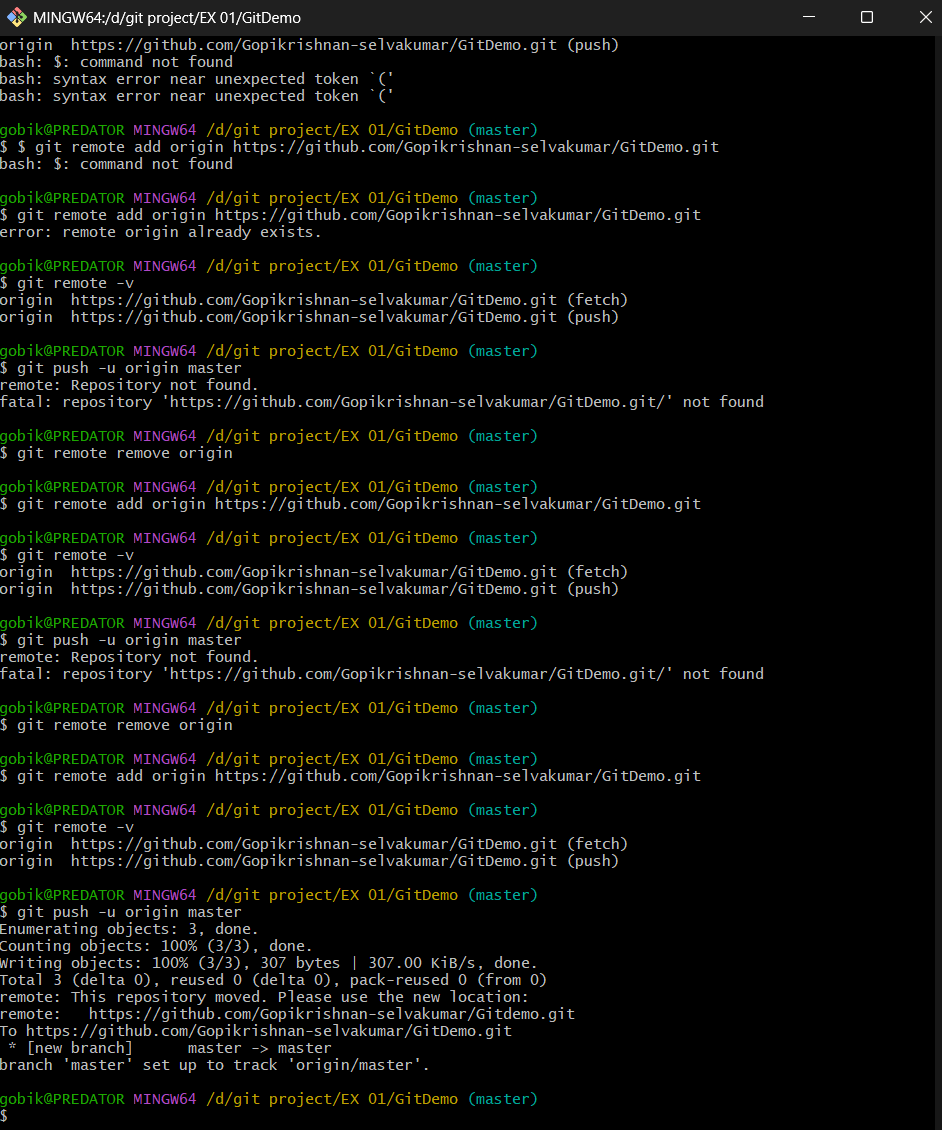 MINGW64:/d/git project/EX 01/GitDemo
origin  https://github.com/Gopikrishnan-selvakumar/GitDemo.git (push)
bash: $: command not found
bash: syntax error near unexpected token `('
bash: syntax error near unexpected token `('
gobik@PREDATOR MINGW64 /d/git project/EX 01/GitDemo (master)
$ $ git remote add origin https://github.com/Gopikrishnan-selvakumar/GitDemo.git
bash: $: command not found
gobik@PREDATOR MINGW64 /d/git project/EX 01/GitDemo (master)
$ git remote add origin https://github.com/Gopikrishnan-selvakumar/GitDemo.git
error: remote origin already exists.
gobik@PREDATOR MINGW64 /d/git project/EX 01/GitDemo (master)
$ git remote -v
origin  https://github.com/Gopikrishnan-selvakumar/GitDemo.git (fetch)
origin  https://github.com/Gopikrishnan-selvakumar/GitDemo.git (push)
gobik@PREDATOR MINGW64 /d/git project/EX 01/GitDemo (master)
$ git push -u origin master
remote: Repository not found.
fatal: repository 'https://github.com/Gopikrishnan-selvakumar/GitDemo.git/' not found
gobik@PREDATOR MINGW64 /d/git project/EX 01/GitDemo (master)
$ git remote remove origin
gobik@PREDATOR MINGW64 /d/git project/EX 01/GitDemo (master)
$ git remote add origin https://github.com/Gopikrishnan-selvakumar/GitDemo.git
gobik@PREDATOR MINGW64 /d/git project/EX 01/GitDemo (master)
$ git remote -v
origin  https://github.com/Gopikrishnan-selvakumar/GitDemo.git (fetch)
origin  https://github.com/Gopikrishnan-selvakumar/GitDemo.git (push)
gobik@PREDATOR MINGW64 /d/git project/EX 01/GitDemo (master)
$ git push -u origin master
remote: Repository not found.
fatal: repository 'https://github.com/Gopikrishnan-selvakumar/GitDemo.git/' not found
gobik@PREDATOR MINGW64 /d/git project/EX 01/GitDemo (master)
$ git remote remove origin
gobik@PREDATOR MINGW64 /d/git project/EX 01/GitDemo (master)
$ git remote add origin https://github.com/Gopikrishnan-selvakumar/GitDemo.git
gobik@PREDATOR MINGW64 /d/git project/EX 01/GitDemo (master)
$ git remote -v
origin  https://github.com/Gopikrishnan-selvakumar/GitDemo.git (fetch)
origin  https://github.com/Gopikrishnan-selvakumar/GitDemo.git (push)
gobik@PREDATOR MINGW64 /d/git project/EX 01/GitDemo (master)
$ git push -u origin master
Enumerating objects: 3, done.
Counting objects: 100% (3/3), done.
Writing objects: 100% (3/3), 307 bytes | 307.00 KiB/s, done.
Total 3 (delta 0), reused 0 (delta 0), pack-reused 0 (from 0)
remote: This repository moved. Please use the new location:
remote:   https://github.com/Gopikrishnan-selvakumar/Gitdemo.git
To https://github.com/Gopikrishnan-selvakumar/GitDemo.git
 * [new branch]      master -> master
branch 'master' set up to track 'origin/master'.
gobik@PREDATOR MINGW64 /d/git project/EX 01/GitDemo (master)
$